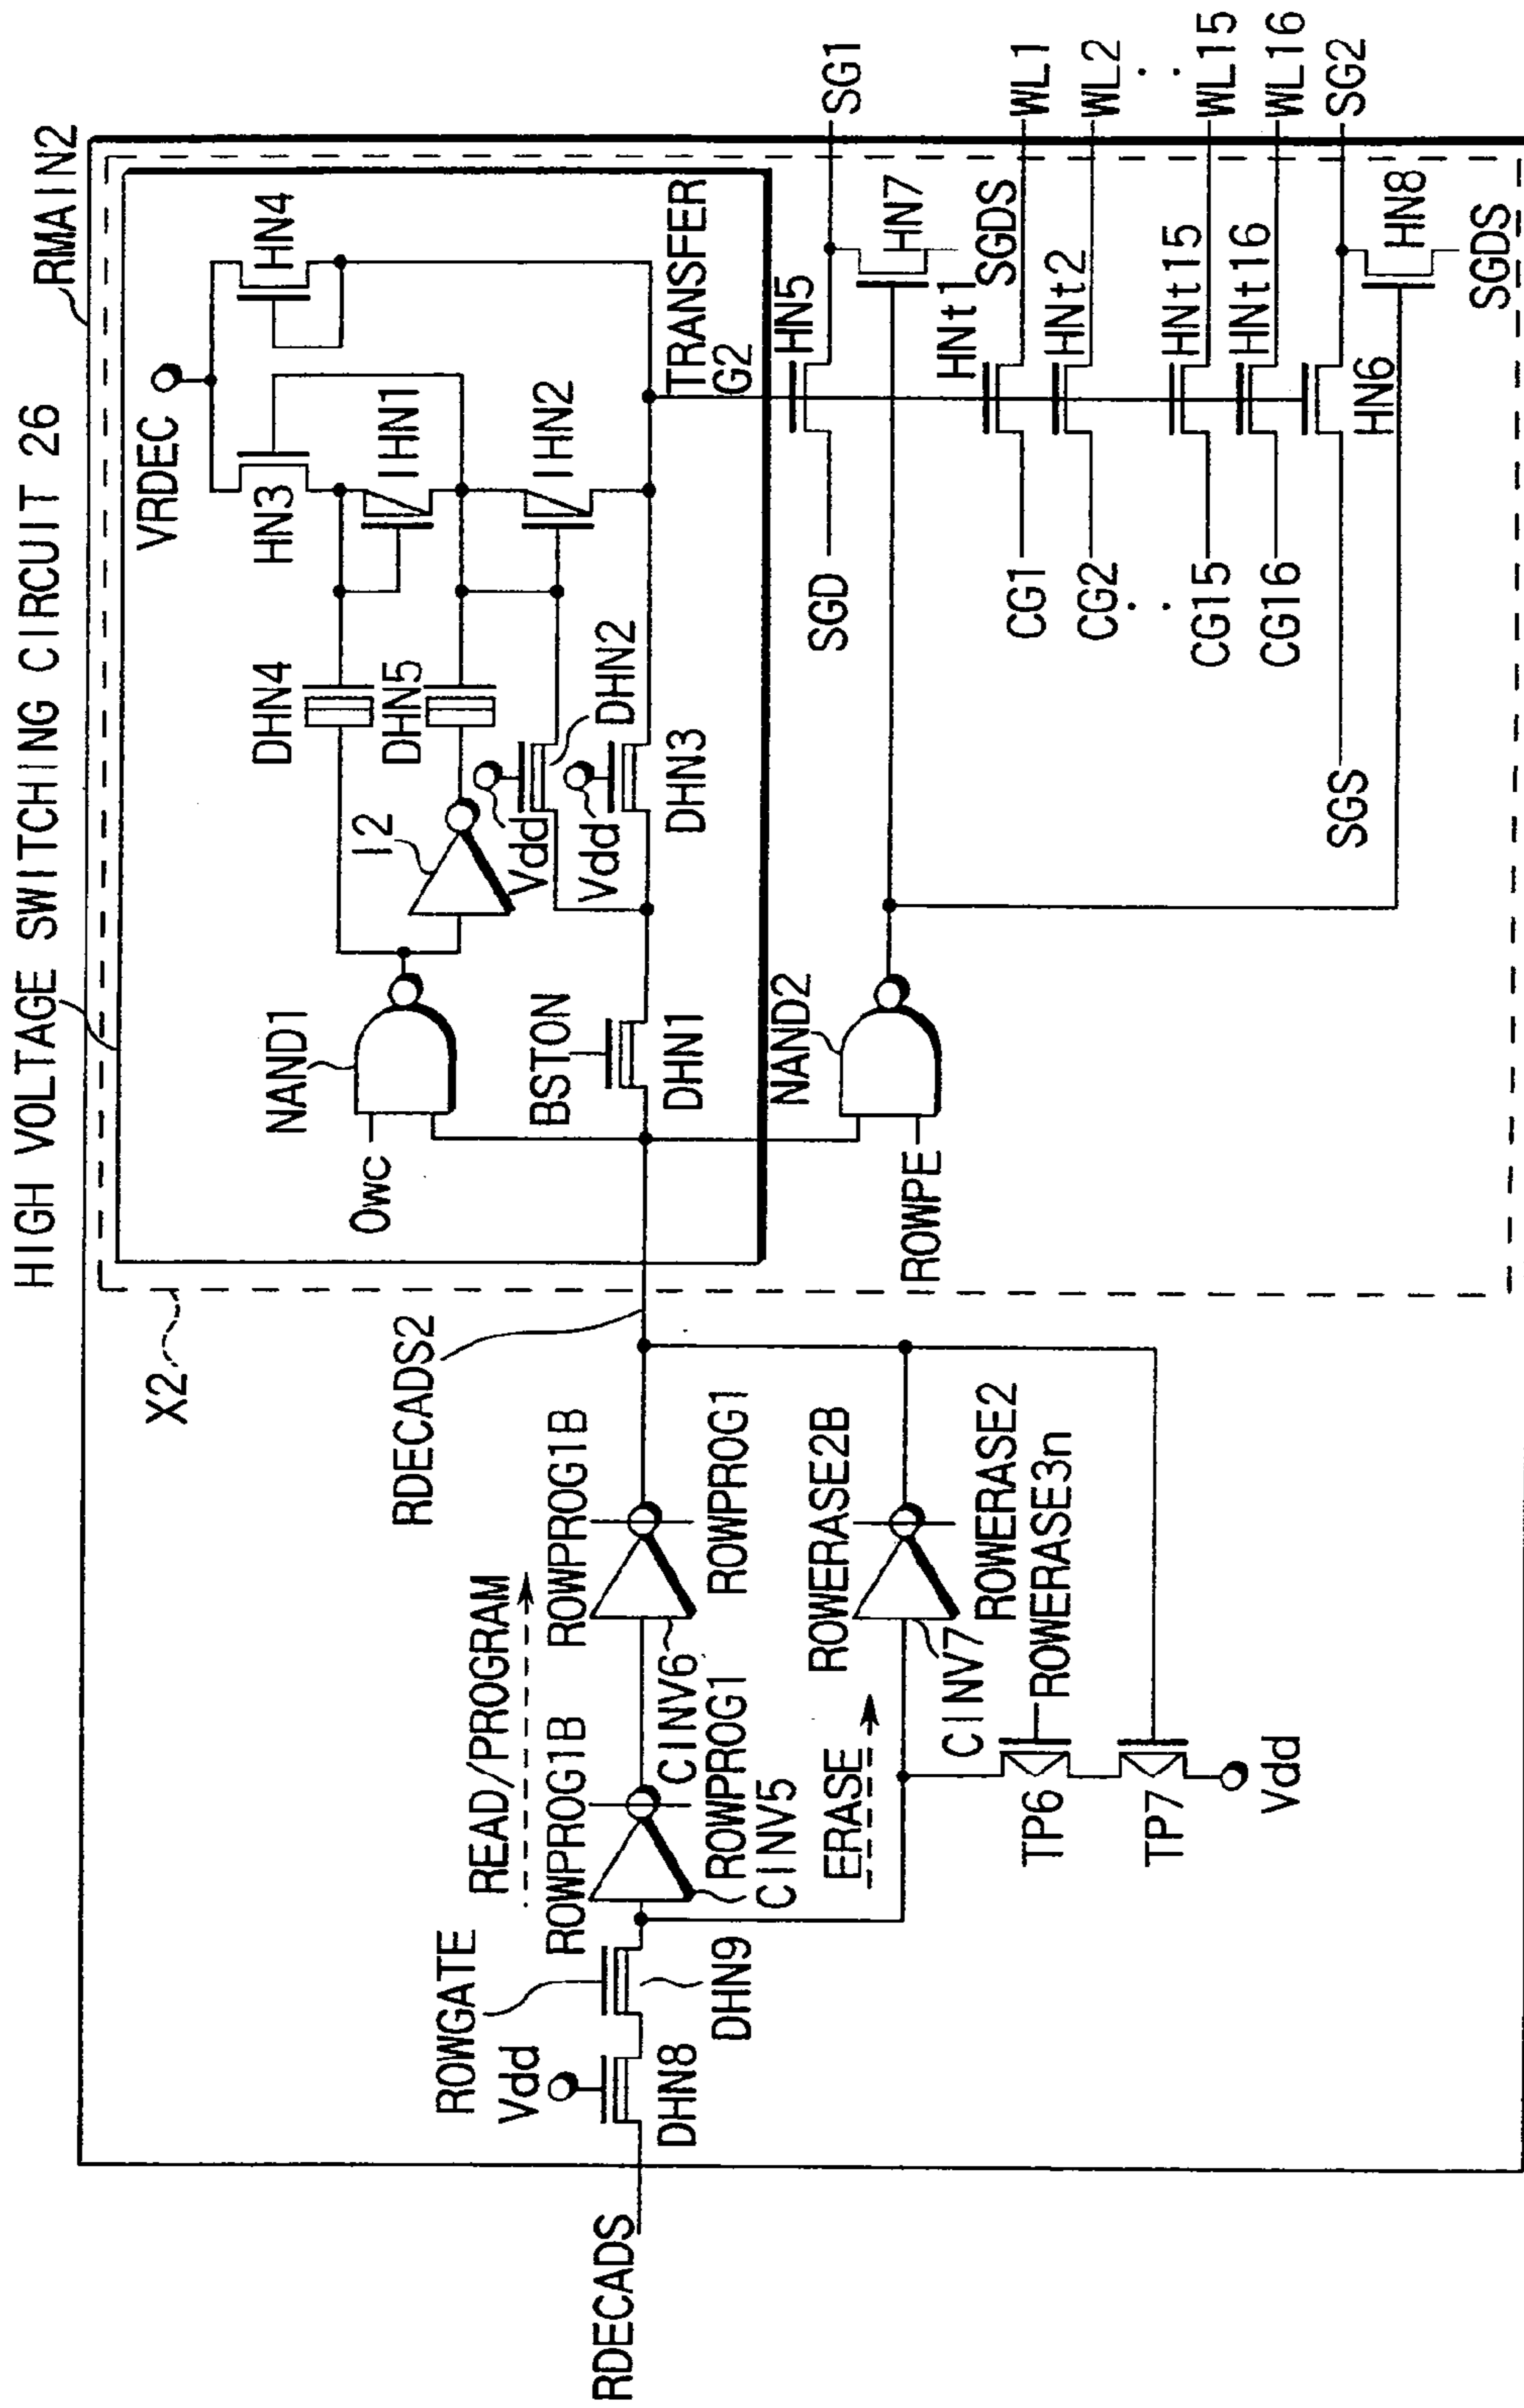 HIGH VOLTAGE SWITCHING CIRCUIT 26
RMAIN2
X2
VRDEC
HN4
HN3
IHN1
IHN2
DHN4
DHN5
I2
NAND1
Owc
Vdd
DHN2
Vdd
DHN3
BSTON
DHN1
TRANSFER
G2
RDECADS2
NAND2
ROWPE
SGD
HN5
SG1
HN7
SGDS
HNt1
CG1
WL1
HNt2
CG2
WL2
HNt15
CG15
WL15
HNt16
CG16
WL16
SGS
HN6
SG2
HN8
SGDS
READ/PROGRAM
ROWPROG1B
ROWPROG1B
CINV6
ROWPROG1
ROWPROG1
CINV5
ROWGATE
Vdd
DHN8
DHN9
RDECADS
ERASE
ROWERASE2B
CINV7
ROWERASE2
ROWERASE3n
TP6
TP7
Vdd